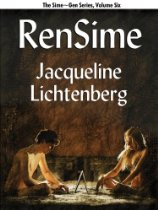 The Sime~Gen Series, Volume Six
RenSime
Jacqueline
Lichtenberg